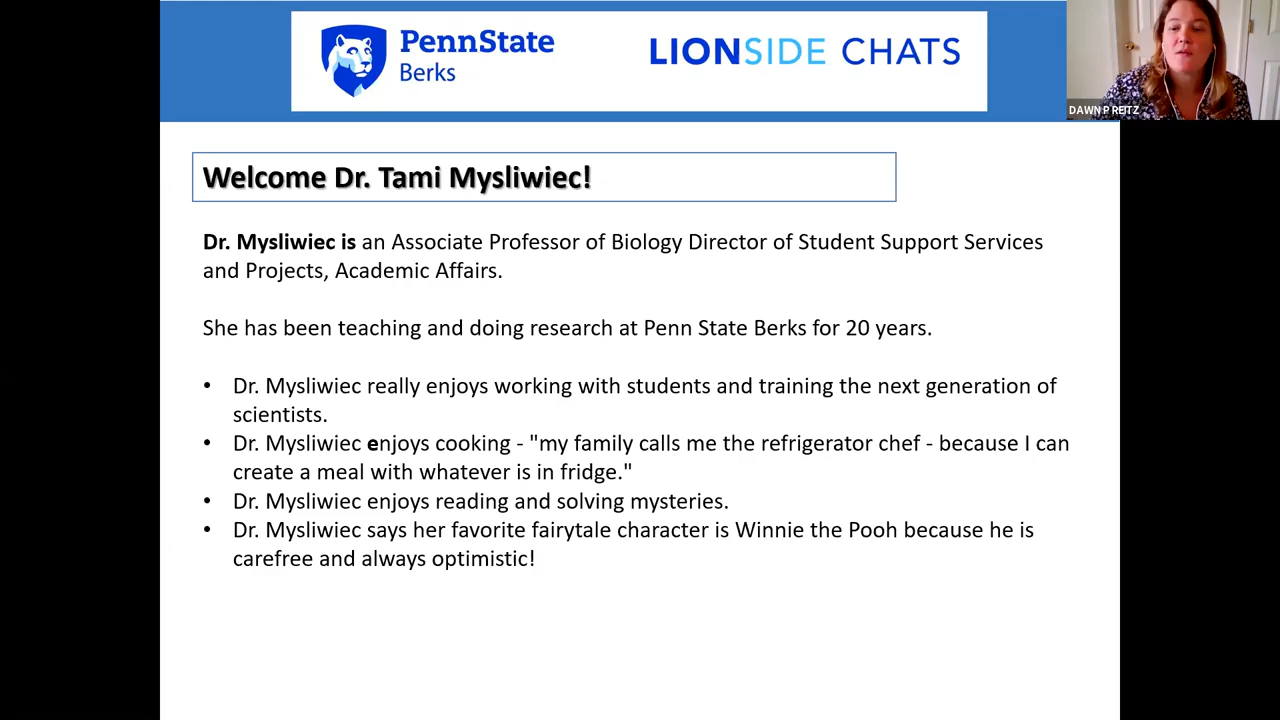 PennState
Berks
LIONSIDE CHATS
DAWN P REITZ
Welcome Dr. Tami Mysliwiec!
Dr. Mysliwiec is an Associate Professor of Biology Director of Student Support Services
and Projects, Academic Affairs.
She has been teaching and doing research at Penn State Berks for 20 years.
• Dr. Mysliwiec really enjoys working with students and training the next generation of
scientists.
• Dr. Mysliwiec enjoys cooking - "my family calls me the refrigerator chef - because I can
create a meal with whatever is in fridge."
• Dr. Mysliwiec enjoys reading and solving mysteries.
• Dr. Mysliwiec says her favorite fairytale character is Winnie the Pooh because he is
carefree and always optimistic!